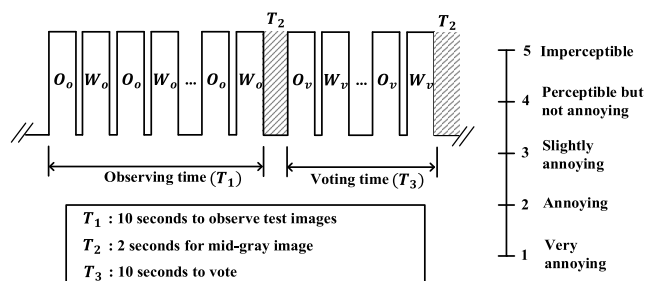 T₂
T₂
Oₒ Wₒ Oₒ Wₒ ... Oₒ Wₒ Oᵥ Wᵥ ... Oᵥ Wᵥ
Observing time (T₁)
Voting time (T₃)
T₁ : 10 seconds to observe test images
T₂ : 2 seconds for mid-gray image
T₃ : 10 seconds to vote
5 Imperceptible
4 Perceptible but
not annoying
3 Slightly
annoying
2 Annoying
1 Very
annoying